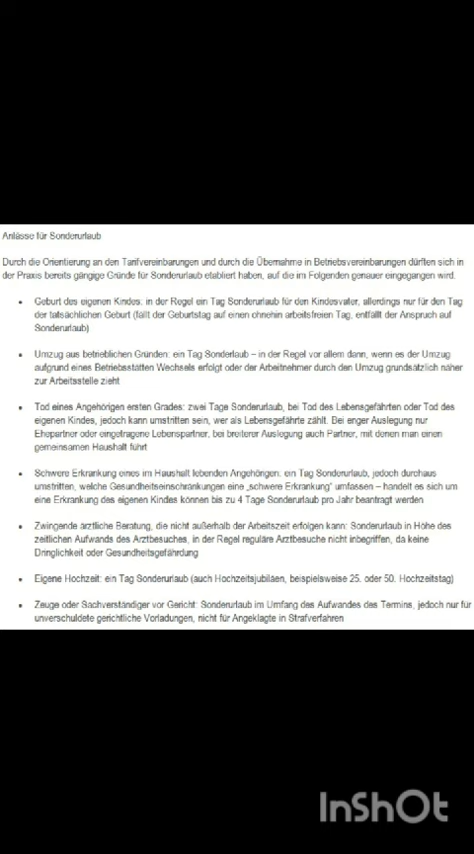 Anlässe für Sonderurlaub
Durch die Orientierung an den Tarifvereinbarungen und durch die Übernahme in Betriebsvereinbarungen dürften sich in
der Praxis bereits gängige Gründe für Sonderurlaub etabliert haben, auf die im Folgenden genauer eingegangen wird.
• Geburt des eigenen Kindes: in der Regel ein Tag Sonderurlaub für den Kindesvater, allerdings nur für den Tag
der tatsächlichen Geburt (fällt der Geburtstag auf einen ohnehin arbeitsfreien Tag, entfällt der Anspruch auf
Sonderurlaub)
• Umzug aus betrieblichen Gründen: ein Tag Sonderlaub – in der Regel vor allem dann, wenn es der Umzug
aufgrund eines Betriebsstätten Wechsels erfolgt oder der Arbeitnehmer durch den Umzug grundsätzlich näher
zur Arbeitsstelle zieht
• Tod eines Angehörigen ersten Grades: zwei Tage Sonderurlaub, bei Tod des Lebensgefährten oder Tod des
eigenen Kindes, jedoch kann umstritten sein, wer als Lebensgefährte zählt. Bei enger Auslegung nur
Ehepartner oder eingetragene Lebenspartner, bei breiterer Auslegung auch Partner, mit denen man einen
gemeinsamen Haushalt führt
• Schwere Erkrankung eines im Haushalt lebenden Angehörigen: ein Tag Sonderurlaub, jedoch durchaus
umstritten, welche Gesundheitseinschränkungen eine „schwere Erkrankung“ umfassen – handelt es sich um
eine Erkrankung des eigenen Kindes können bis zu 4 Tage Sonderurlaub pro Jahr beantragt werden
• Zwingende ärztliche Beratung, die nicht außerhalb der Arbeitszeit erfolgen kann: Sonderurlaub in Höhe des
zeitlichen Aufwands des Arztbesuches, in der Regel reguläre Arztbesuche nicht inbegriffen, da keine
Dringlichkeit oder Gesundheitsgefährdung
• Eigene Hochzeit: ein Tag Sonderurlaub (auch Hochzeitsjubiläen, beispielsweise 25. oder 50. Hochzeitstag)
• Zeuge oder Sachverständiger vor Gericht: Sonderurlaub im Umfang des Aufwandes des Termins, jedoch nur für
unverschuldete gerichtliche Vorladungen, nicht für Angeklagte in Strafverfahren
InShOt